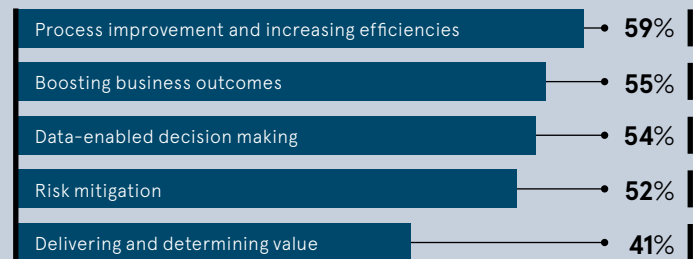 Process improvement and increasing efficiencies 59%
Boosting business outcomes 55%
Data-enabled decision making 54%
Risk mitigation 52%
Delivering and determining value 41%